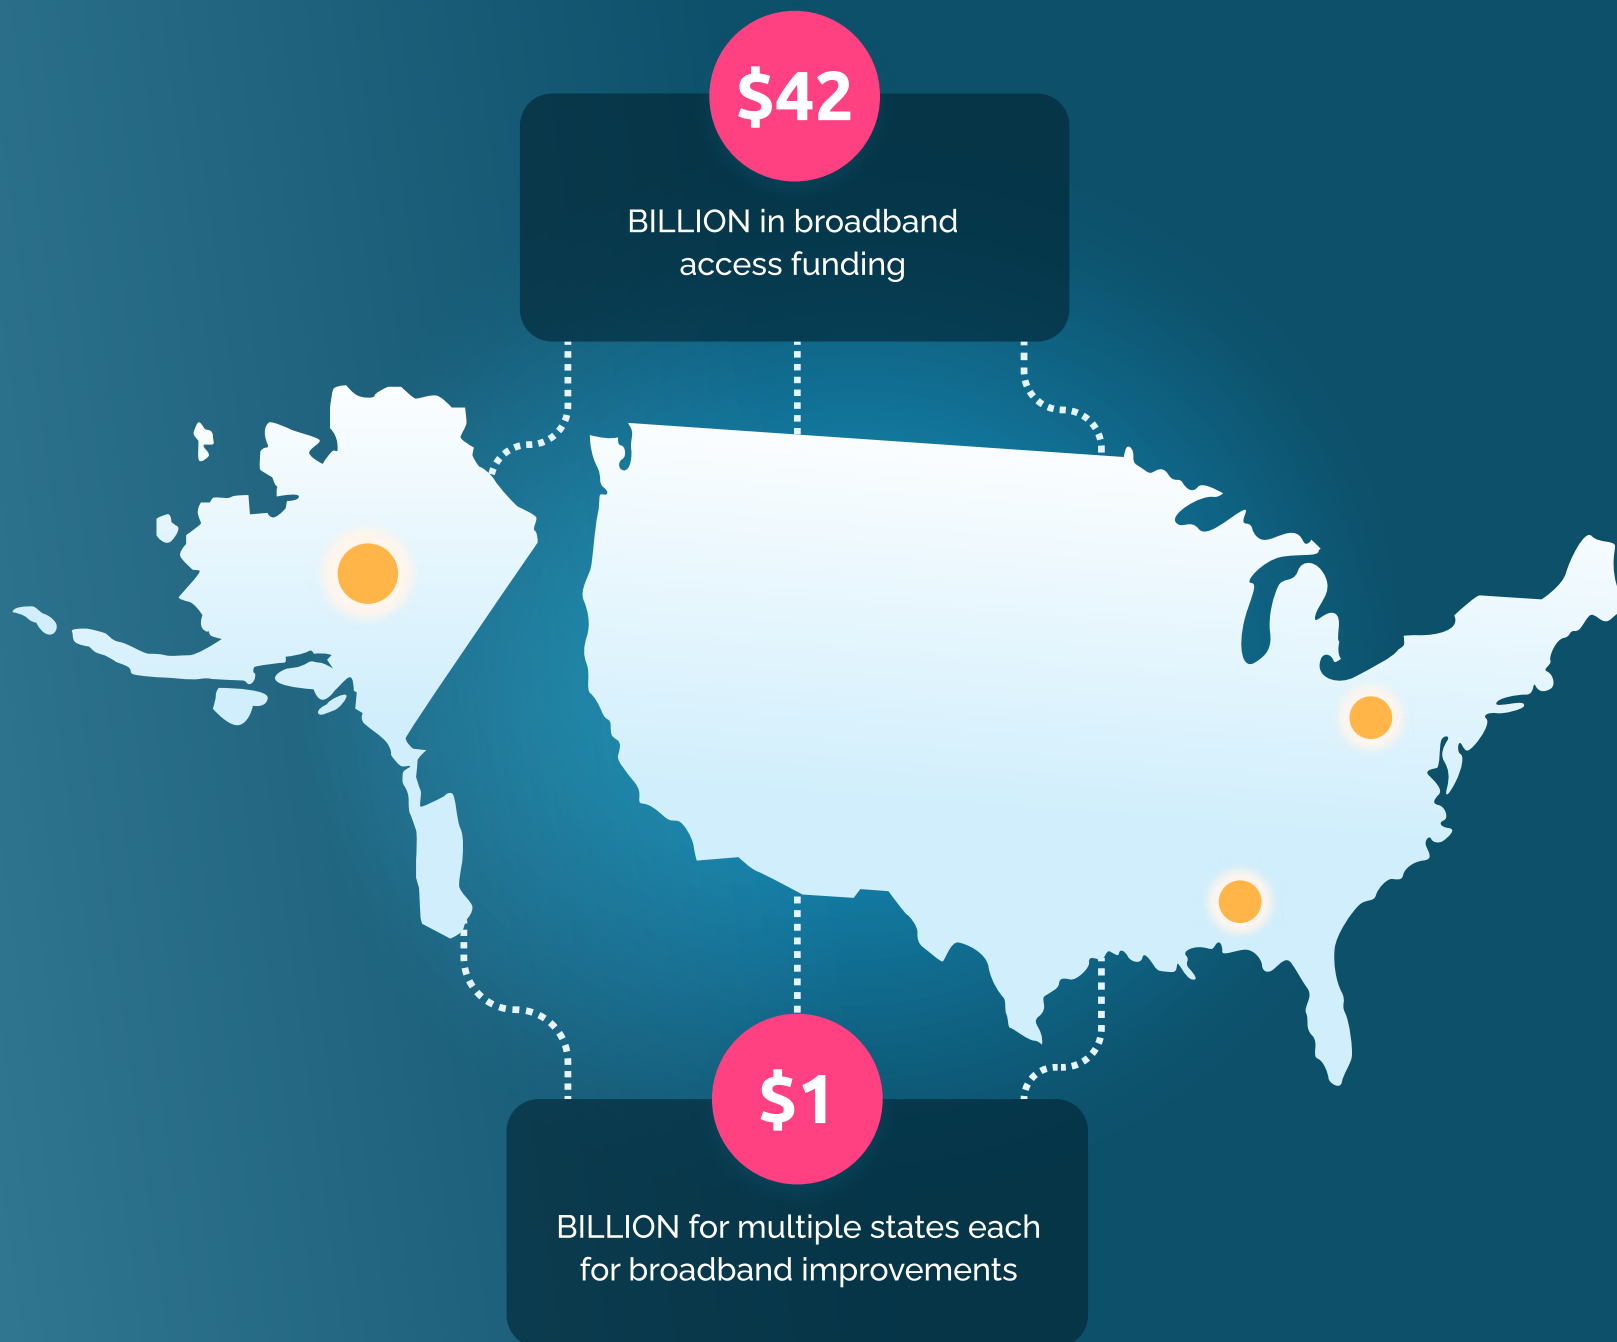 $42
BILLION in broadband
access funding
$1
BILLION for multiple states each
for broadband improvements